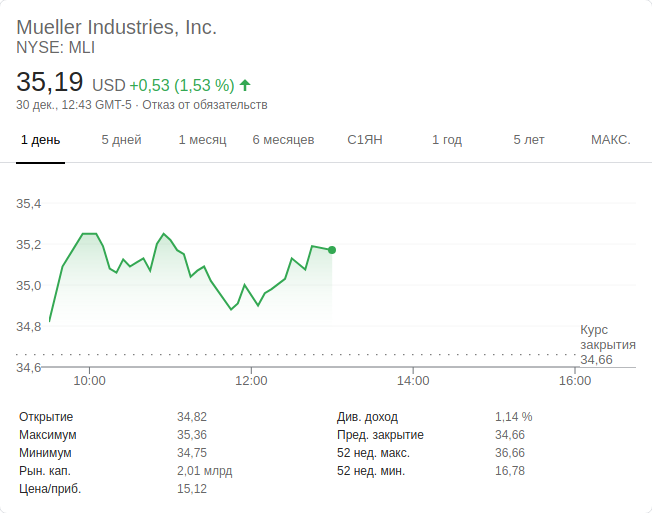 Mueller Industries, Inc.
NYSE: MLI
35,19 USD +0,53 (1,53 %)
30 дек., 12:43 GMT-5 · Отказ от обязательств
1 день 5 дней 1 месяц 6 месяцев С1ЯН 1 год 5 лет МАКС.
35,4
35,2
35,0
34,8
34,6
Курс
закрытия
34,66
10:00 12:00 14:00 16:00
Открытие 34,82 Див. доход 1,14 %
Максимум 35,36 Пред. закрытие 34,66
Минимум 34,75 52 нед. макс. 36,66
Рын. кап. 2,01 млрд 52 нед. мин. 16,78
Цена/приб. 15,12